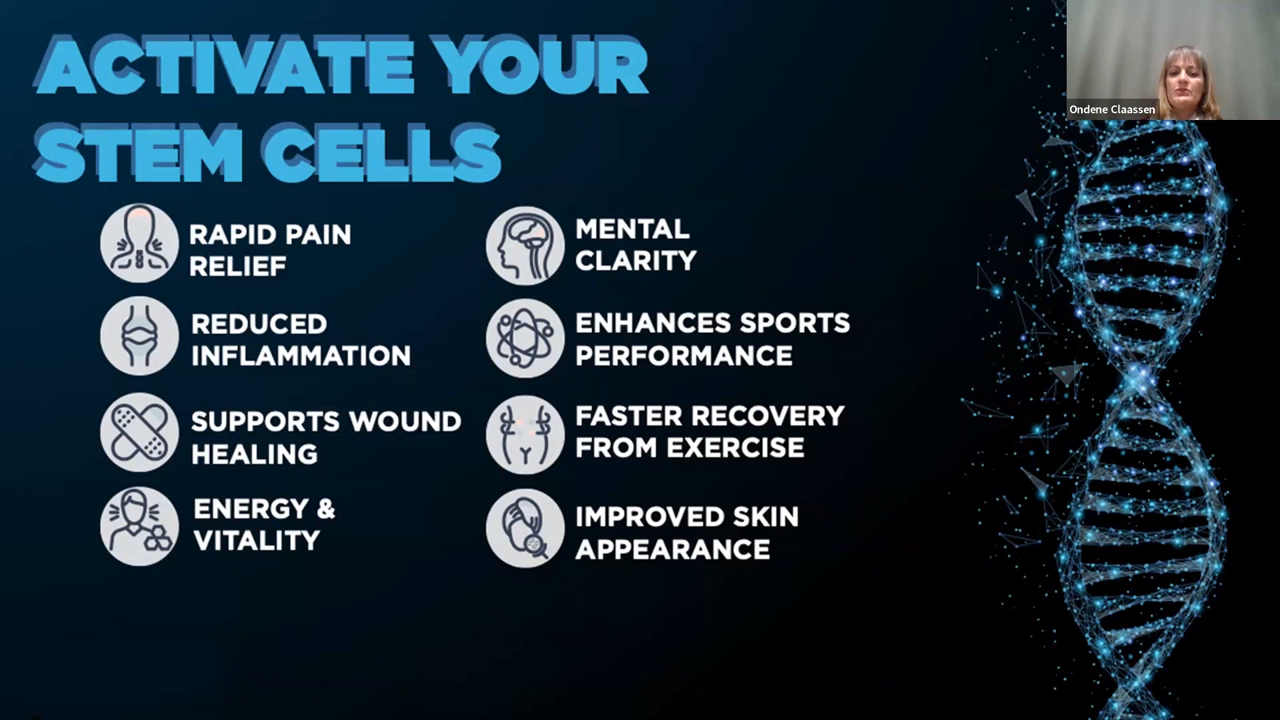 ACTIVATE YOUR
STEM CELLS
RAPID PAIN
RELIEF
REDUCED
INFLAMMATION
SUPPORTS WOUND
HEALING
ENERGY &
VITALITY
MENTAL
CLARITY
ENHANCES SPORTS
PERFORMANCE
FASTER RECOVERY
FROM EXERCISE
IMPROVED SKIN
APPEARANCE
Ondene Claassen